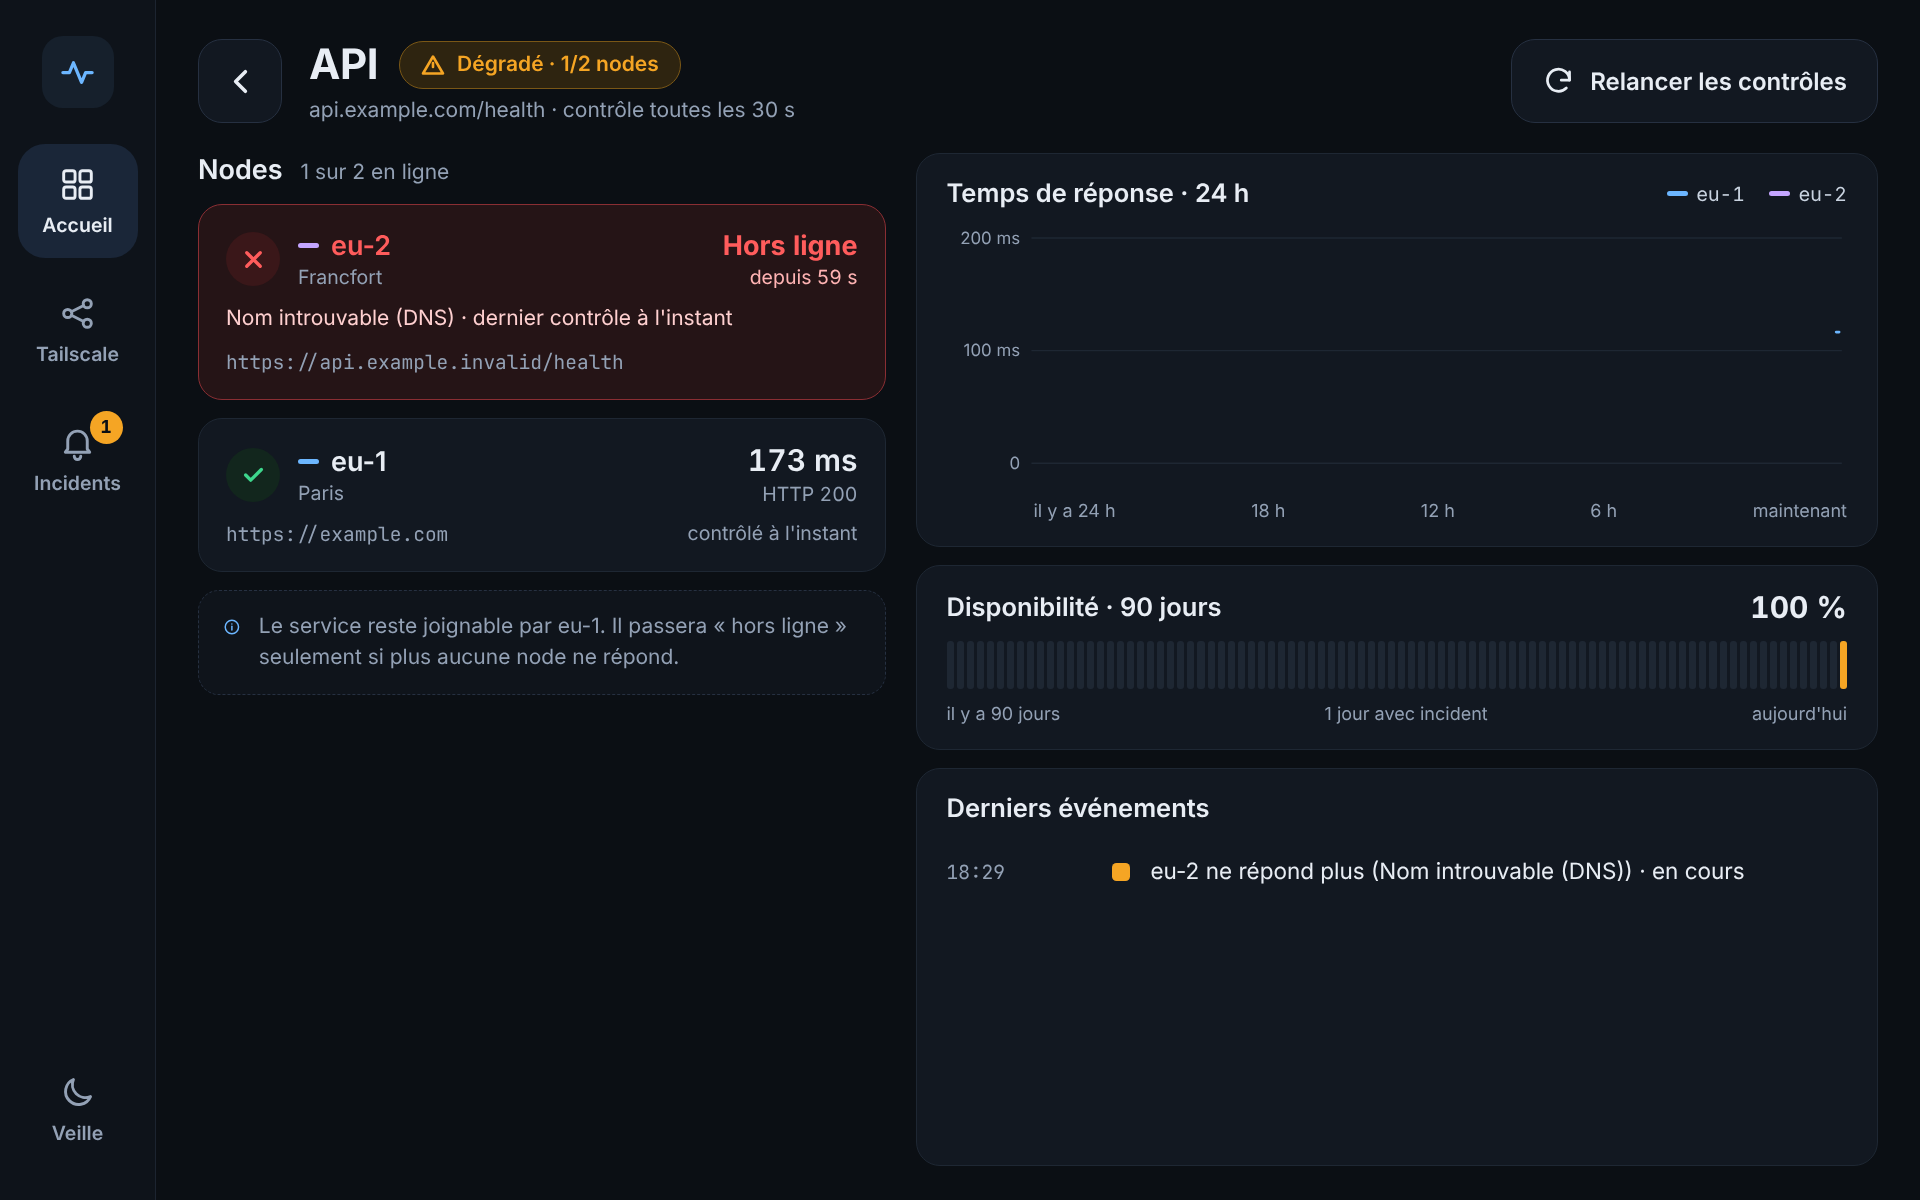 Accueil
Tailscale
1
Incidents
Veille
API
Dégradé · 1/2 nodes
api.example.com/health · contrôle toutes les 30 s
Relancer les contrôles
Nodes
1 sur 2 en ligne
eu-2
Francfort
Hors ligne
depuis 59 s
Nom introuvable (DNS) · dernier contrôle à l'instant
https://api.example.invalid/health
eu-1
Paris
173 ms
HTTP 200
https://example.com
contrôlé à l'instant
Le service reste joignable par eu-1. Il passera « hors ligne »
seulement si plus aucune node ne répond.
Temps de réponse · 24 h
eu-1
eu-2
200 ms
100 ms
0
il y a 24 h
18 h
12 h
6 h
maintenant
Disponibilité · 90 jours
100 %
il y a 90 jours
1 jour avec incident
aujourd'hui
Derniers événements
18:29
eu-2 ne répond plus (Nom introuvable (DNS)) · en cours